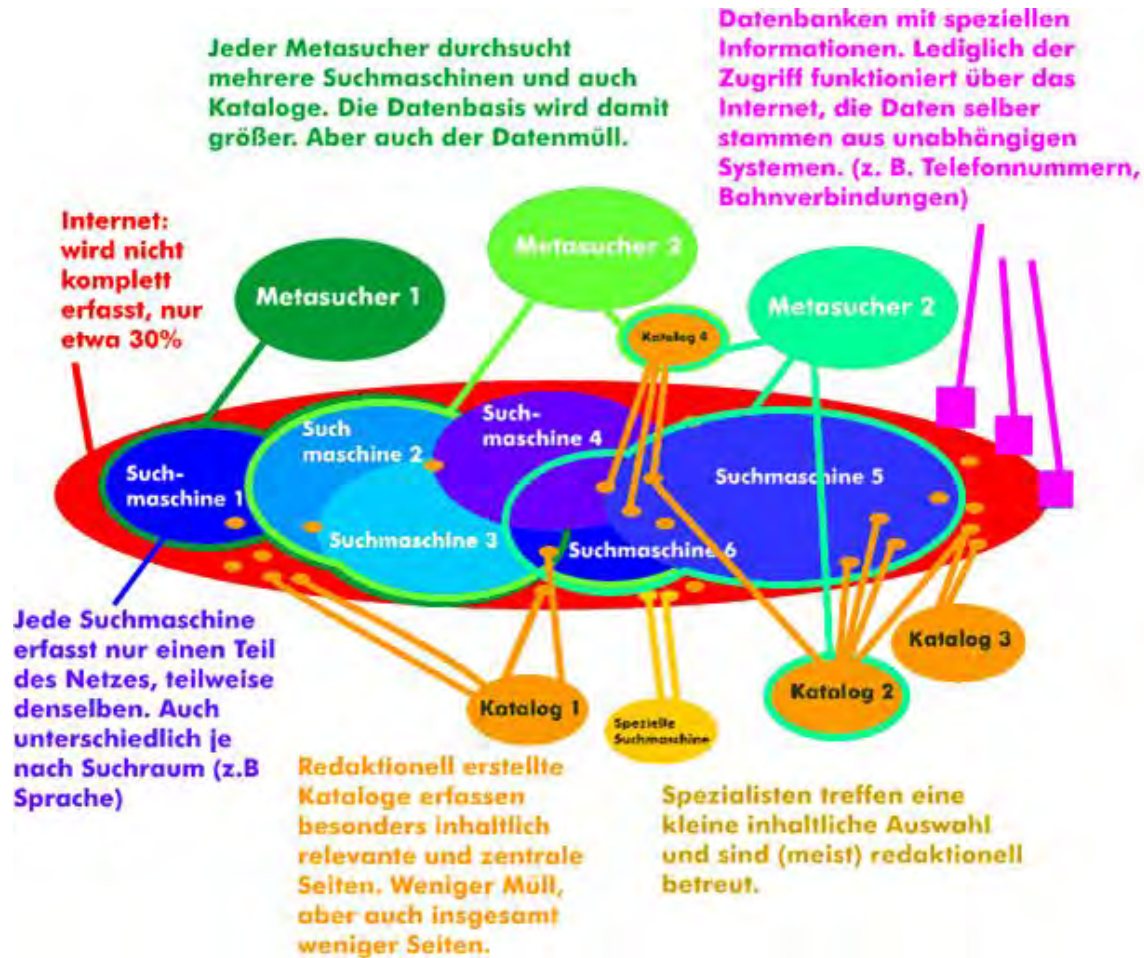 Jeder Metasucher durchsucht
mehrere Suchmaschinen und auch
Kataloge. Die Datenbasis wird damit
größer. Aber auch der Datenmüll.
Datenbanken mit speziellen
Informationen. Lediglich der
Zugriff funktioniert über das
Internet, die Daten selber
stammen aus unabhängigen
Systemen. (z. B. Telefonnummern,
Bahnverbindungen)
Internet:
wird nicht
komplett
erfasst, nur
etwa 30%
Metasucher 1
Metasucher 3
Metasucher 2
Katalog 4
Such-
maschine 1
Such
maschine 2
Suchmaschine 3
Such-
maschine 4
Suchmaschine 5
Suchmaschine 6
Jede Suchmaschine
erfasst nur einen Teil
des Netzes, teilweise
denselben. Auch
unterschiedlich je
nach Suchraum (z.B
Sprache)
Katalog 1
Spezielle
Suchmaschine
Katalog 2
Katalog 3
Redaktionell erstellte
Kataloge erfassen
besonders inhaltlich
relevante und zentrale
Seiten. Weniger Müll,
aber auch insgesamt
weniger Seiten.
Spezialisten treffen eine
kleine inhaltliche Auswahl
und sind (meist) redaktionell
betreut.